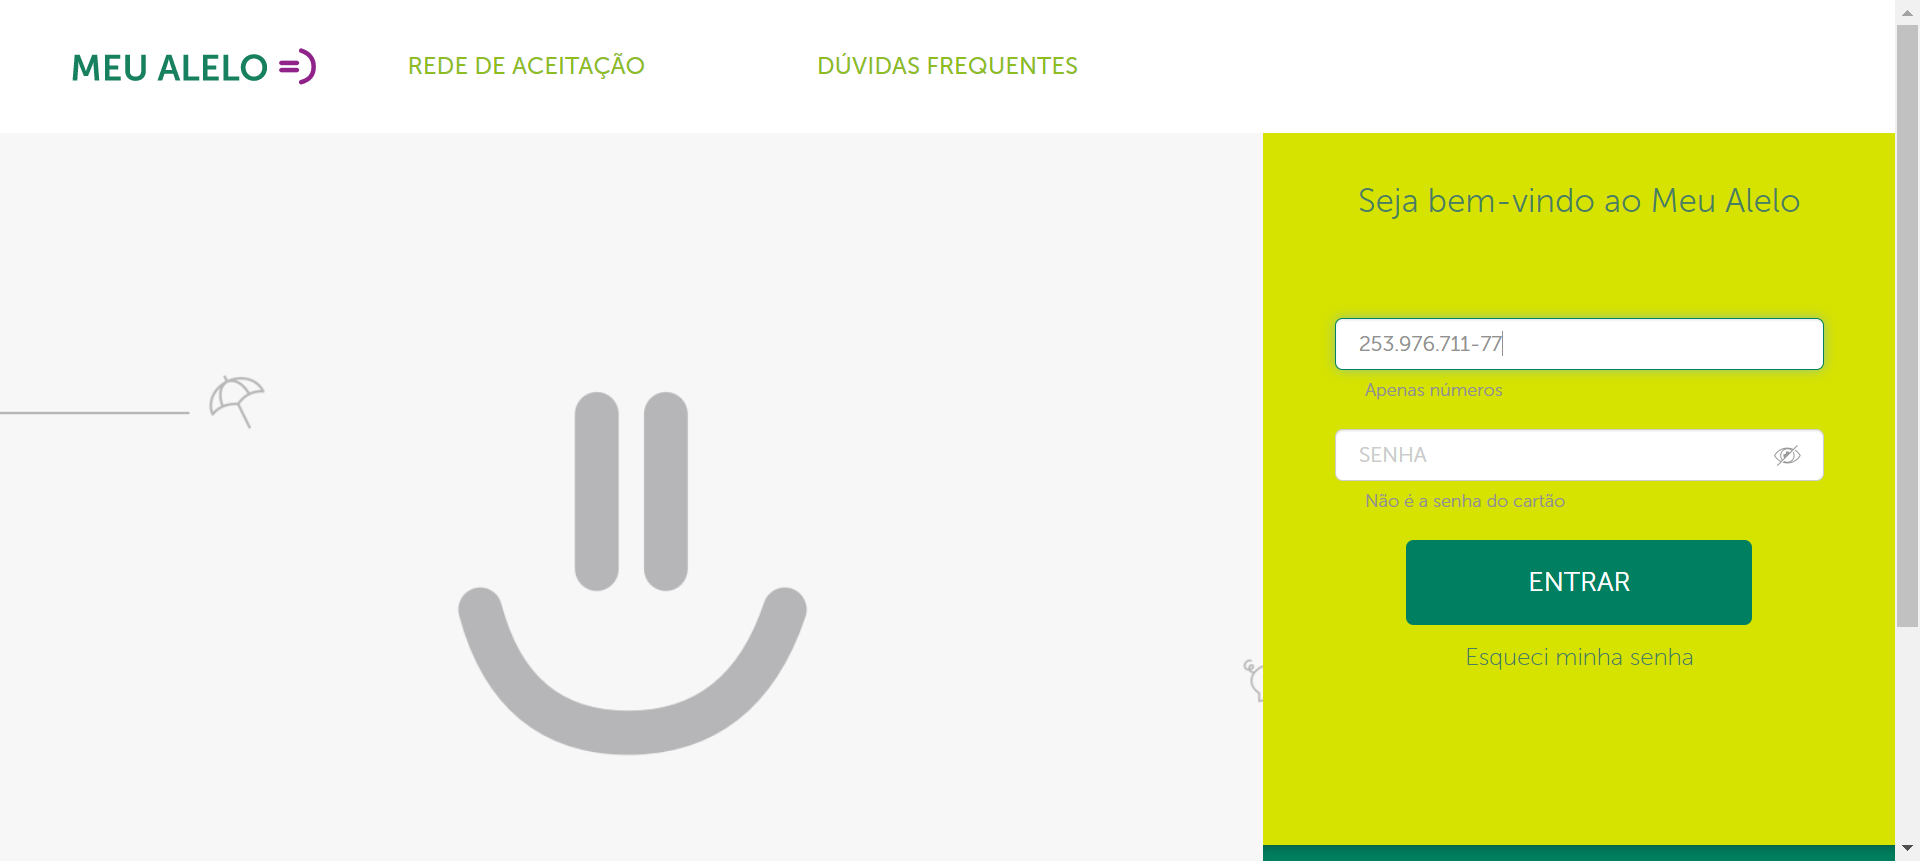 MEU ALELO
REDE DE ACEITAÇÃO
DÚVIDAS FREQUENTES
Seja bem-vindo ao Meu Alelo
253.976.711-77
Apenas números
SENHA
Não é a senha do cartão
ENTRAR
Esqueci minha senha